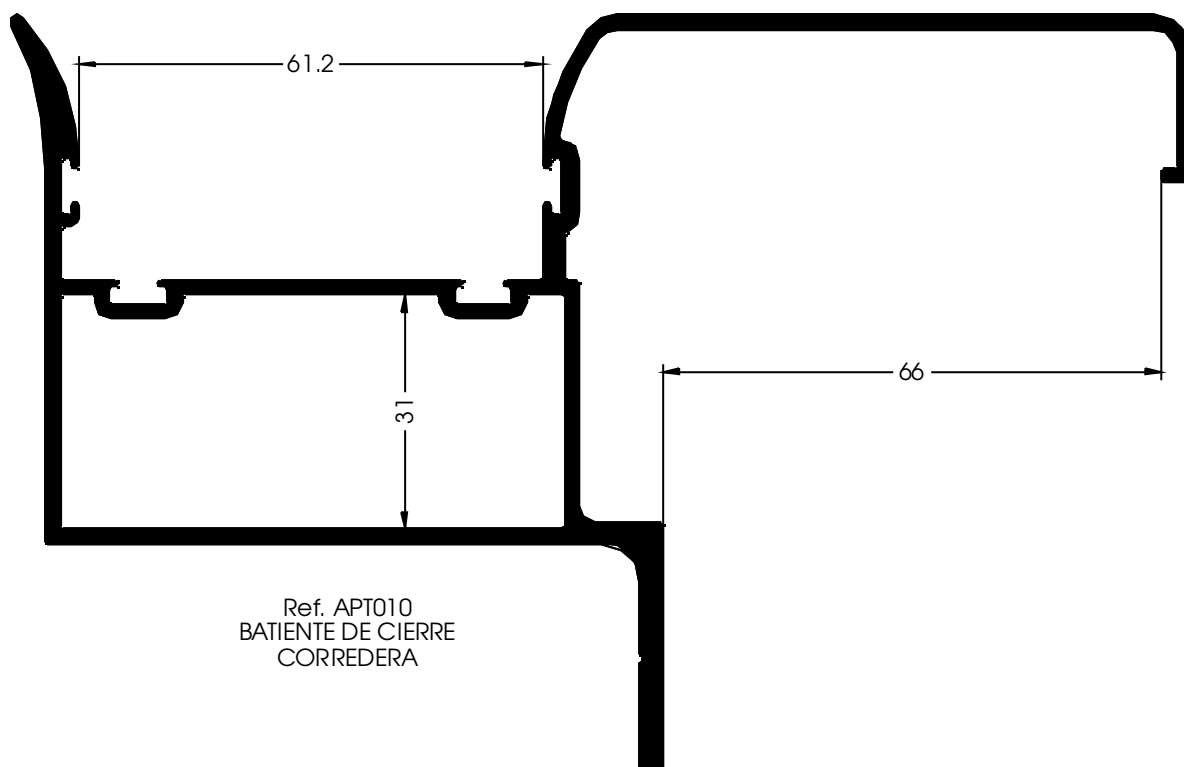 61.2
66
31
Ref. APT010
BATIENTE DE CIERRE
CORREDERA